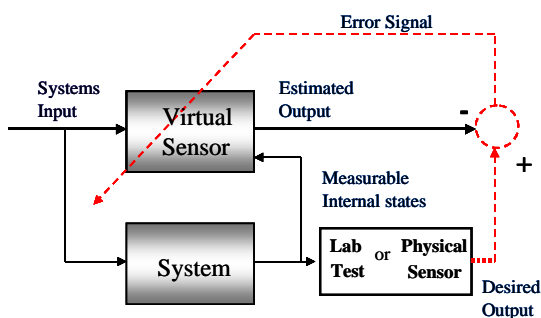 Error Signal
Systems
Input
Estimated
Output
Virtual
Sensor
-
+
Measurable
Internal states
System
Lab or Physical
Test Sensor
Desired
Output